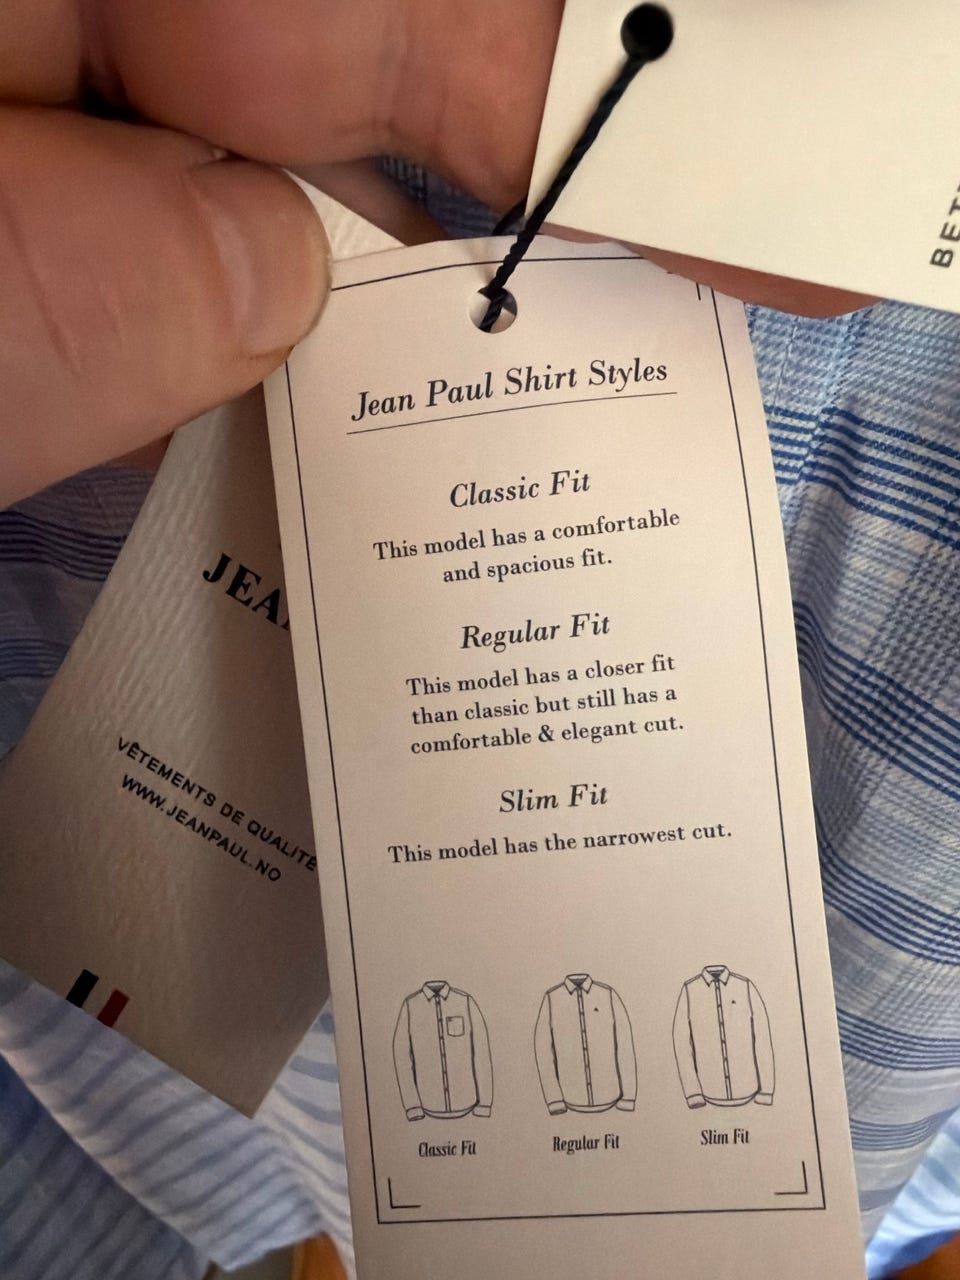 Jean Paul Shirt Styles
Classic Fit
This model has a comfortable
and spacious fit.
Regular Fit
This model has a closer fit
than classic but still has a
comfortable & elegant cut.
Slim Fit
This model has the narrowest cut.
Classic Fit
Regular Fit
Slim Fit
VÊTEMENTS DE QUALITÉ
WWW.JEANPAUL.NO